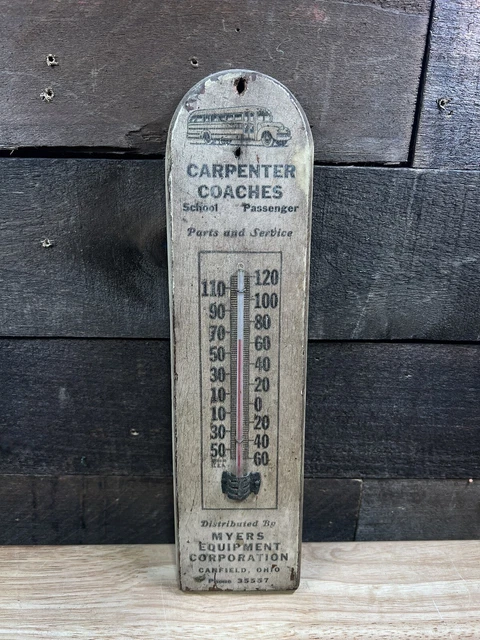 CARPENTER
COACHES
School Passenger
Parts and Service
120
110
100
90
80
70
60
50
40
30
20
10
0
10
20
30
40
50
60
Distributed By
MYERS
EQUIPMENT
CORPORATION
CANFIELD, OHIO
Phone 35557